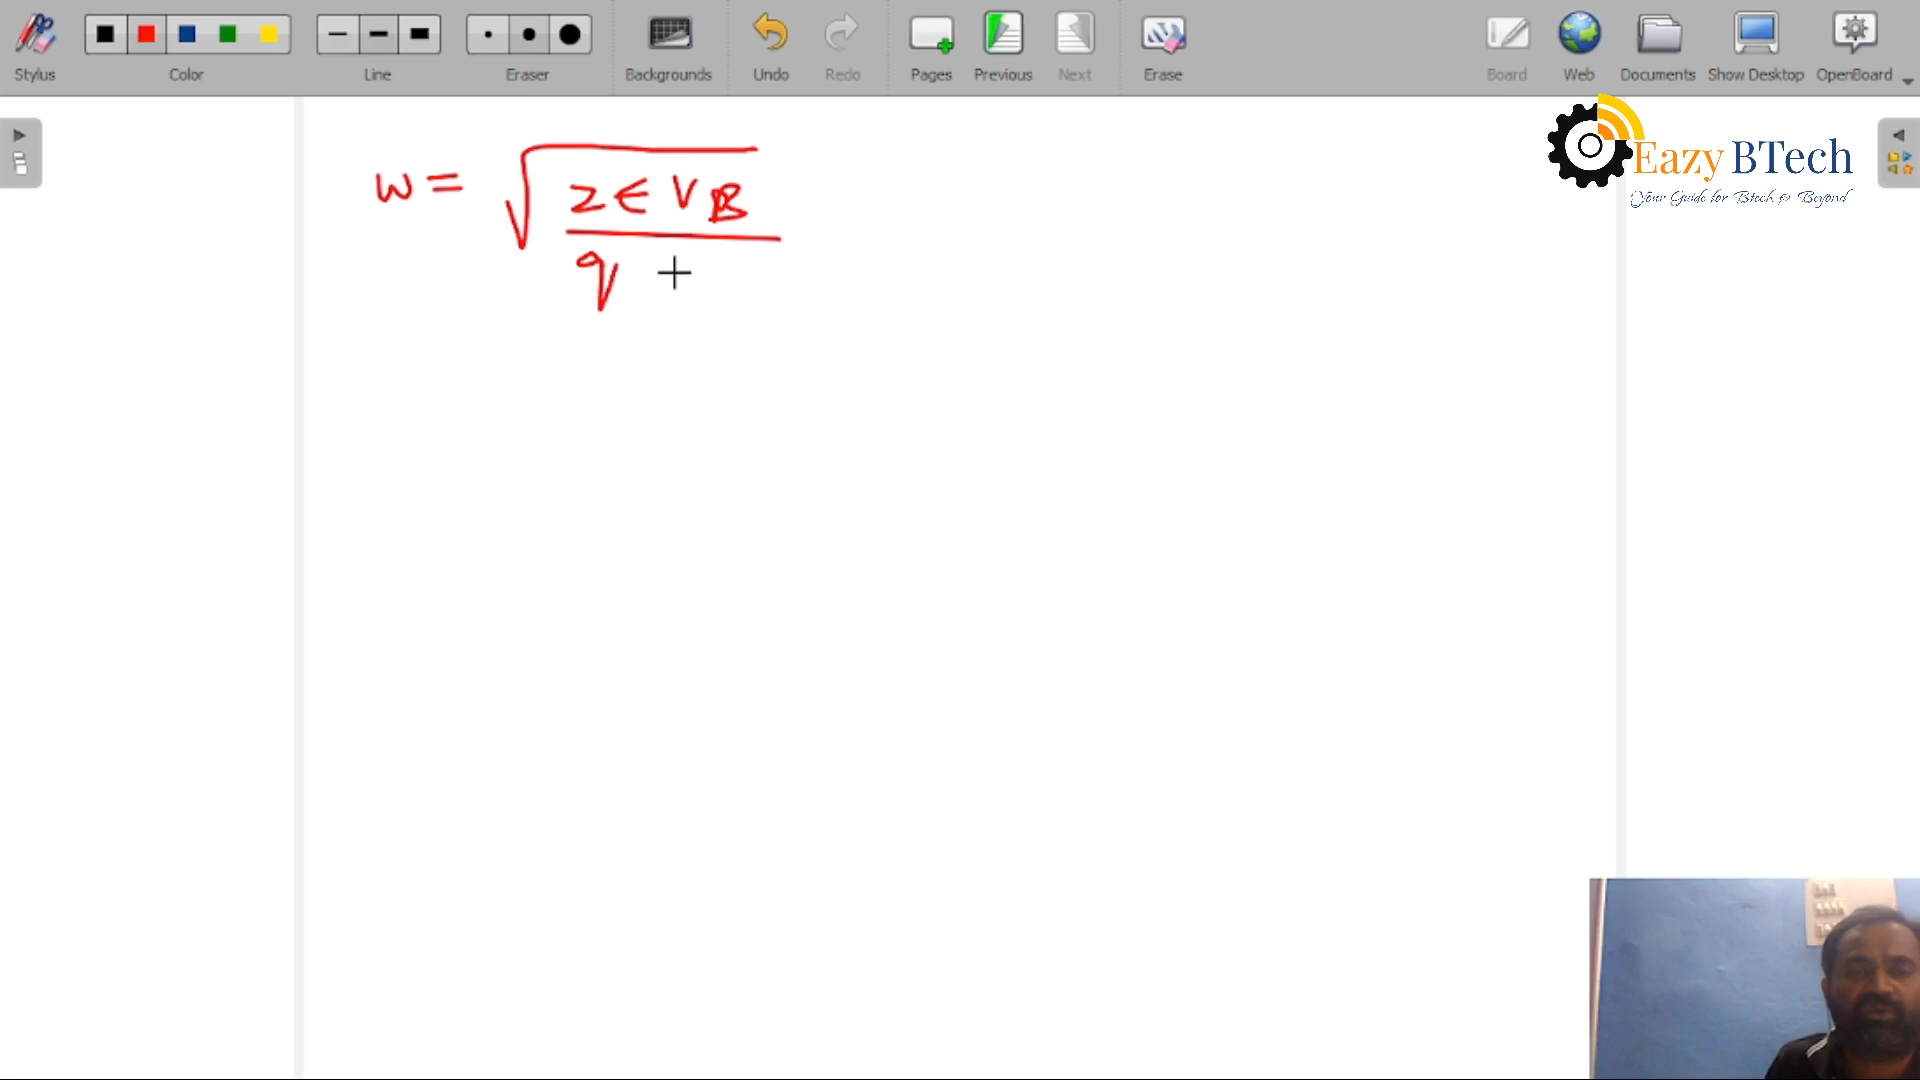 Stylus Color Line Eraser Backgrounds Undo Redo Pages Previous Next Erase Board Web Documents Show Desktop OpenBoard
Eazy BTech
Your Guide for Btech & Beyond
w = √ 2 ∈ V B
q